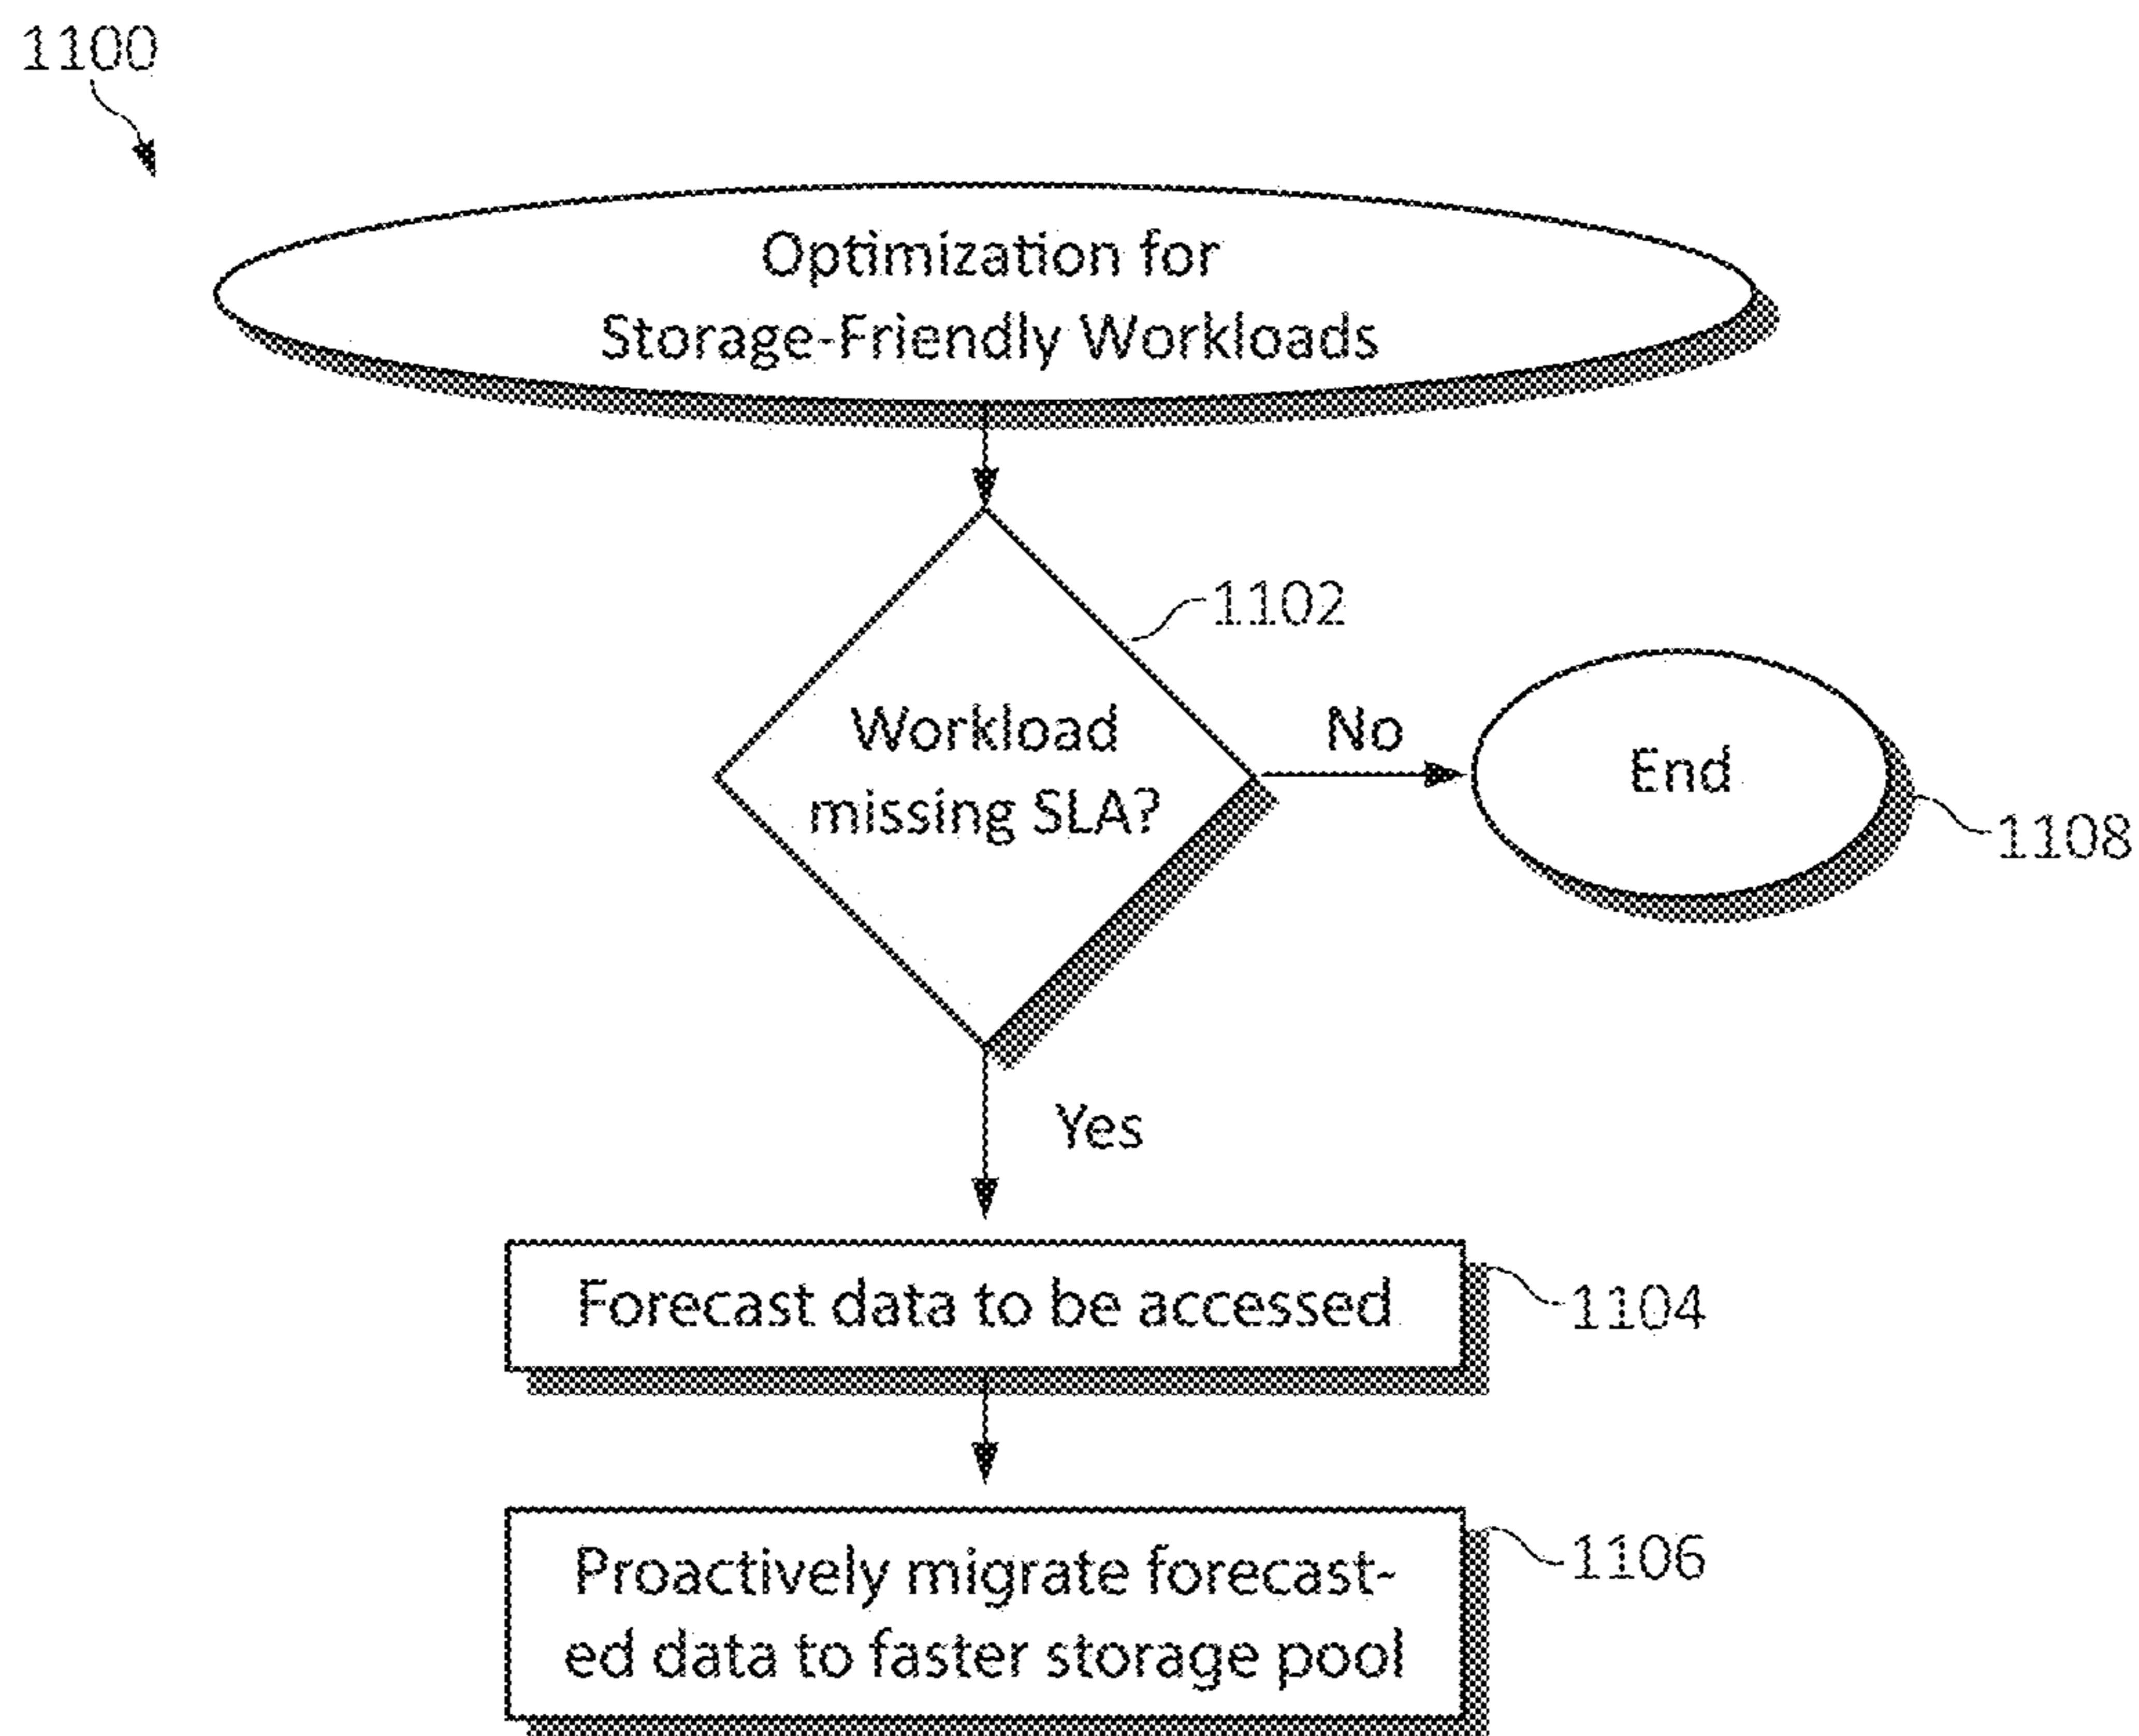 1100
Optimization for
Storage-Friendly Workloads
1102
Workload
missing SLA?
No
End
1108
Yes
Forecast data to be accessed
1104
Proactively migrate forecast-
ed data to faster storage pool
1106